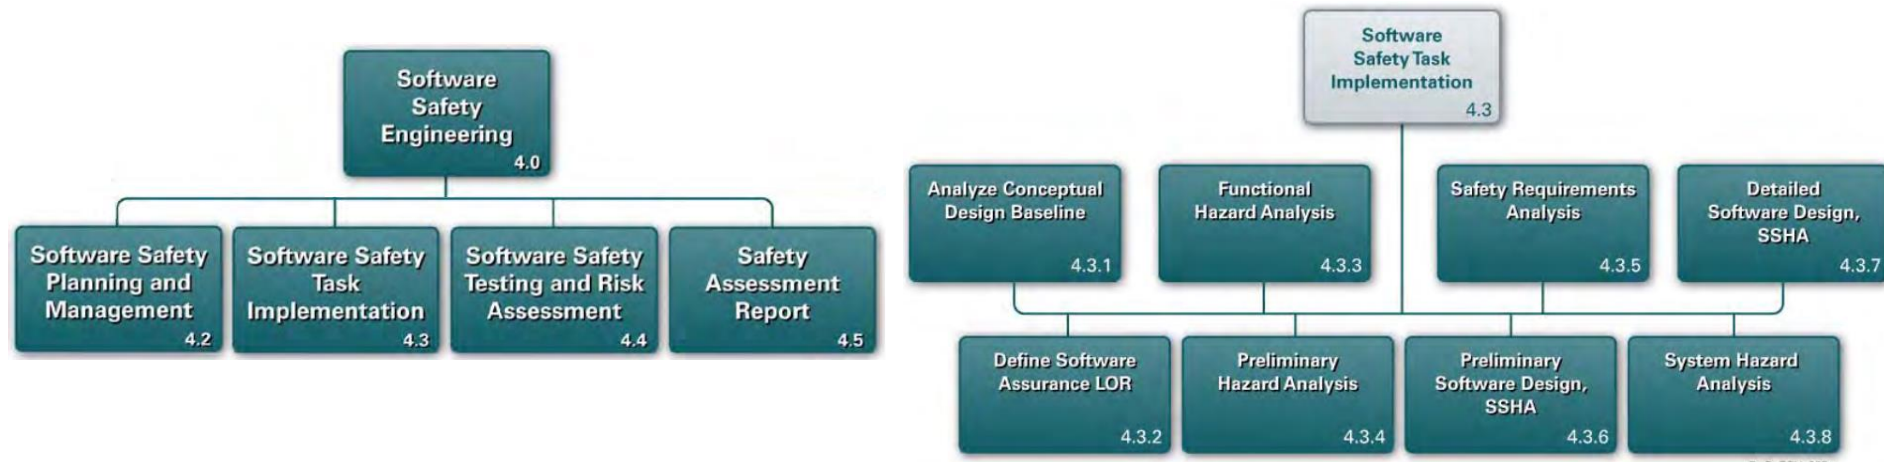 Software
Safety
Engineering
4.0
Software Safety
Planning and
Management
4.2
Software Safety
Task
Implementation
4.3
Software Safety
Testing and Risk
Assessment
4.4
Safety
Assessment
Report
4.5
Software
Safety Task
Implementation
4.3
Analyze Conceptual
Design Baseline
4.3.1
Functional
Hazard Analysis
4.3.3
Safety Requirements
Analysis
4.3.5
Detailed
Software Design,
SSHA
4.3.7
Define Software
Assurance LOR
4.3.2
Preliminary
Hazard Analysis
4.3.4
Preliminary
Software Design,
SSHA
4.3.6
System Hazard
Analysis
4.3.8